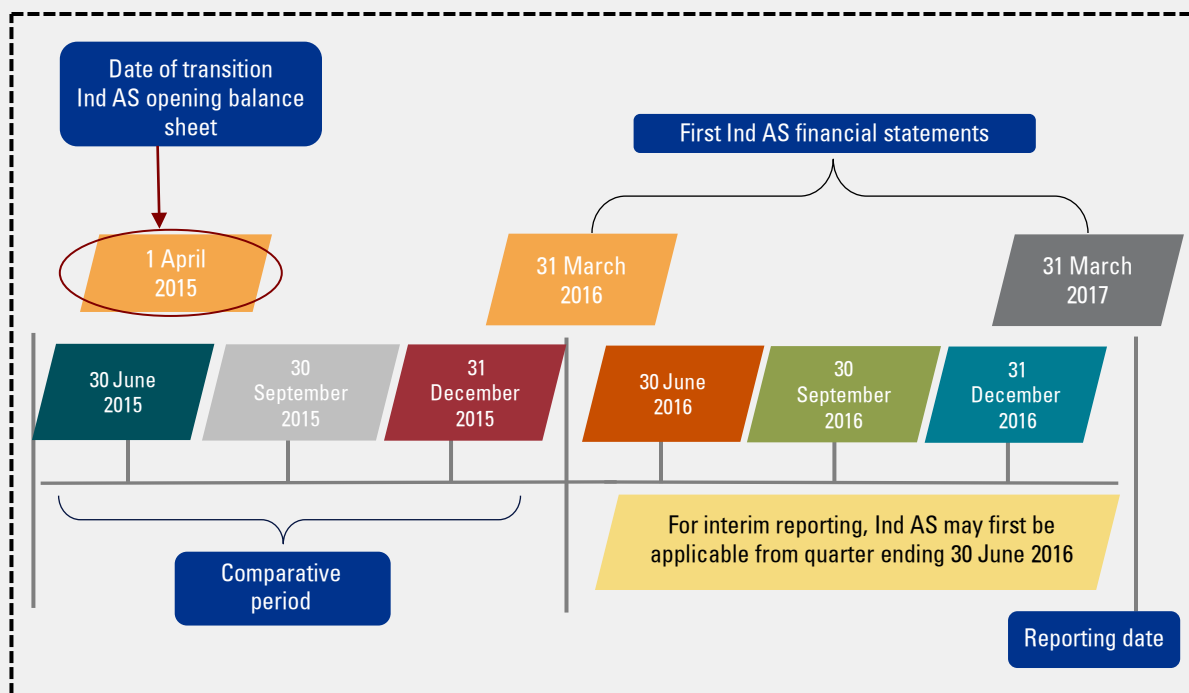 Date of transition
Ind AS opening balance
sheet
First Ind AS financial statements
1 April
2015
31 March
2016
31 March
2017
30 June
2015
30
September
2015
31
December
2015
30 June
2016
30
September
2016
31
December
2016
For interim reporting, Ind AS may first be
applicable from quarter ending 30 June 2016
Comparative
period
Reporting date